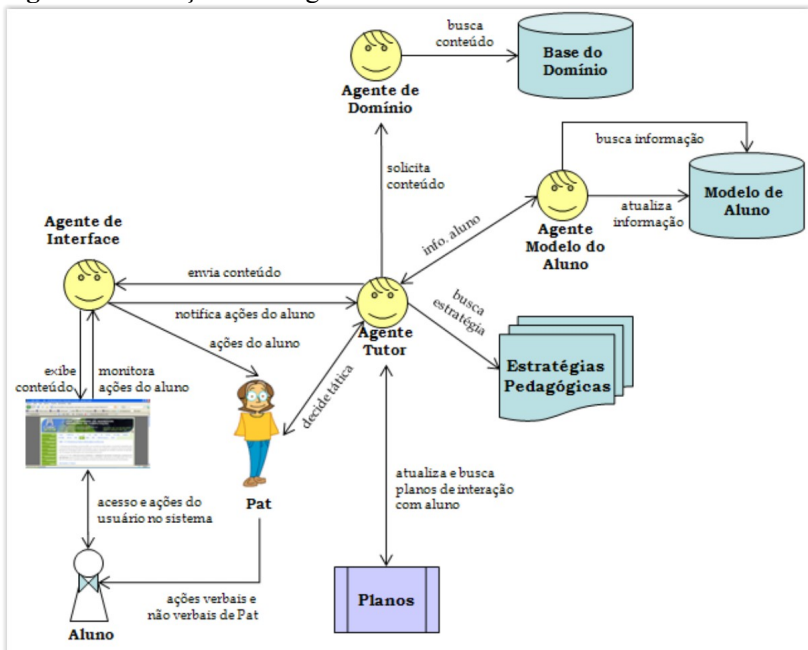 busca
conteúdo
Base do
Domínio
Agente de
Domínio
busca informação
solicita
conteúdo
Modelo de
Aluno
atualiza
informação
Agente
Modelo do
Aluno
info. aluno
Agente de
Interface
envia conteúdo
notifica ações do aluno
ações do aluno
Agente
Tutor
busca
estratégia
Estratégias
Pedagógicas
exibe
conteúdo
monitora
ações do aluno
decide tática
Pat
atualiza e busca
planos de interação
com aluno
acesso e ações do
usuário no sistema
Planos
ações verbais e
não verbais de Pat
Aluno